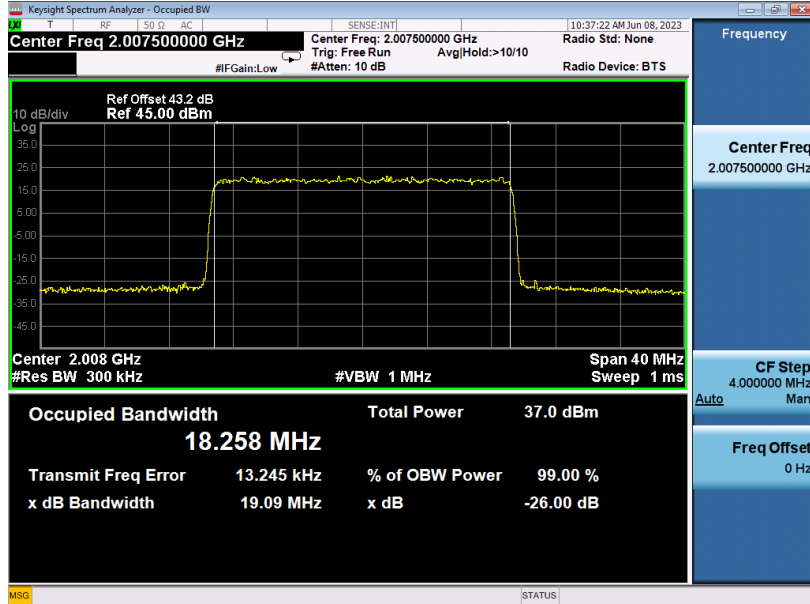 Keysight Spectrum Analyzer - Occupied BW
LXI T RF 50 Ω AC SENSE:INT 10:37:22 AM Jun 08, 2023
Center Freq 2.007500000 GHz
Center Freq: 2.007500000 GHz
Radio Std: None
Trig: Free Run Avg|Hold:>10/10
#IFGain:Low #Atten: 10 dB Radio Device: BTS
Frequency
Ref Offset 43.2 dB
10 dB/div Ref 45.00 dBm
Log
35.0
25.0
15.0
5.00
-5.00
-15.0
-25.0
-35.0
-45.0
Center 2.008 GHz Span 40 MHz
#Res BW 300 kHz #VBW 1 MHz Sweep 1 ms
Occupied Bandwidth Total Power 37.0 dBm
18.258 MHz
Transmit Freq Error 13.245 kHz % of OBW Power 99.00 %
x dB Bandwidth 19.09 MHz x dB -26.00 dB
Center Freq
2.007500000 GHz
CF Step
4.000000 MHz
Auto Man
Freq Offset
0 Hz
MSG STATUS